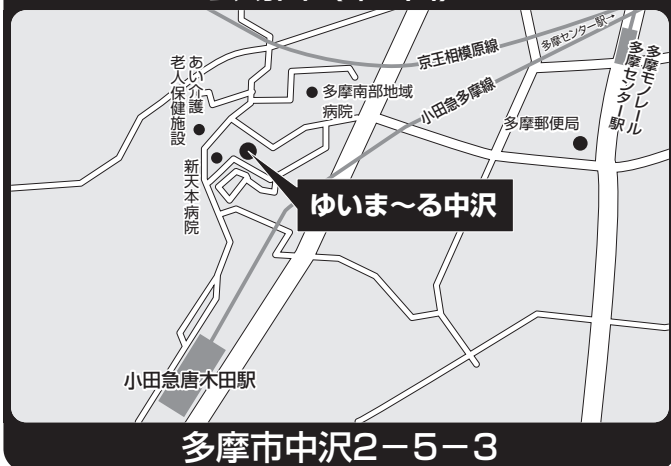 京王相模原線
多摩センター駅→
多摩モノレール
多摩センター駅
あい介護
老人保健施設
多摩南部地域
病院
小田急多摩線
多摩郵便局
新天本病院
ゆいま～る中沢
小田急唐木田駅
多摩市中沢2－5－3